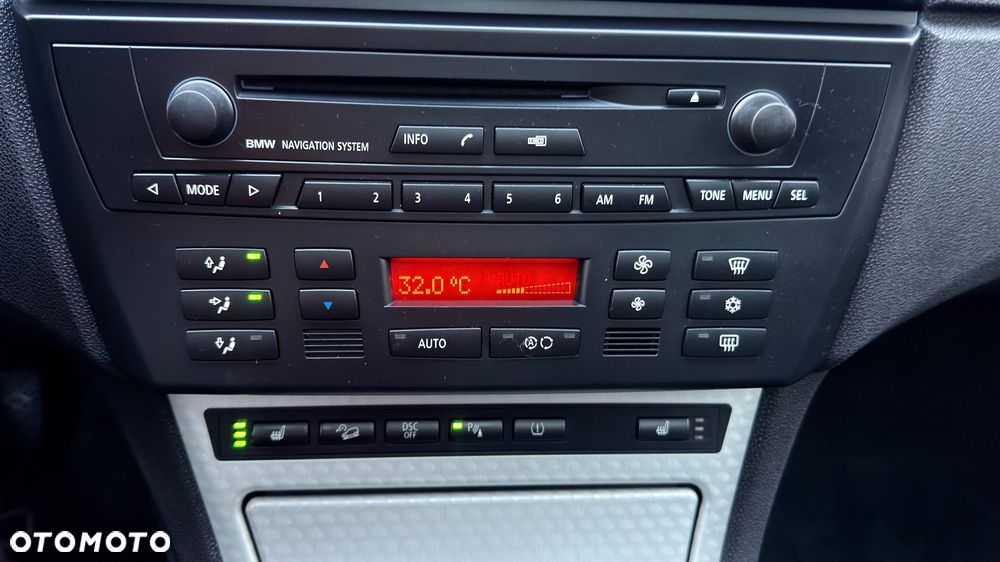 BMW NAVIGATION SYSTEM
INFO
MODE
1 2 3 4 5 6 AM FM
TONE MENU SEL
32.0 °C
AUTO
A
DSC
OFF
P
OTOMOTO